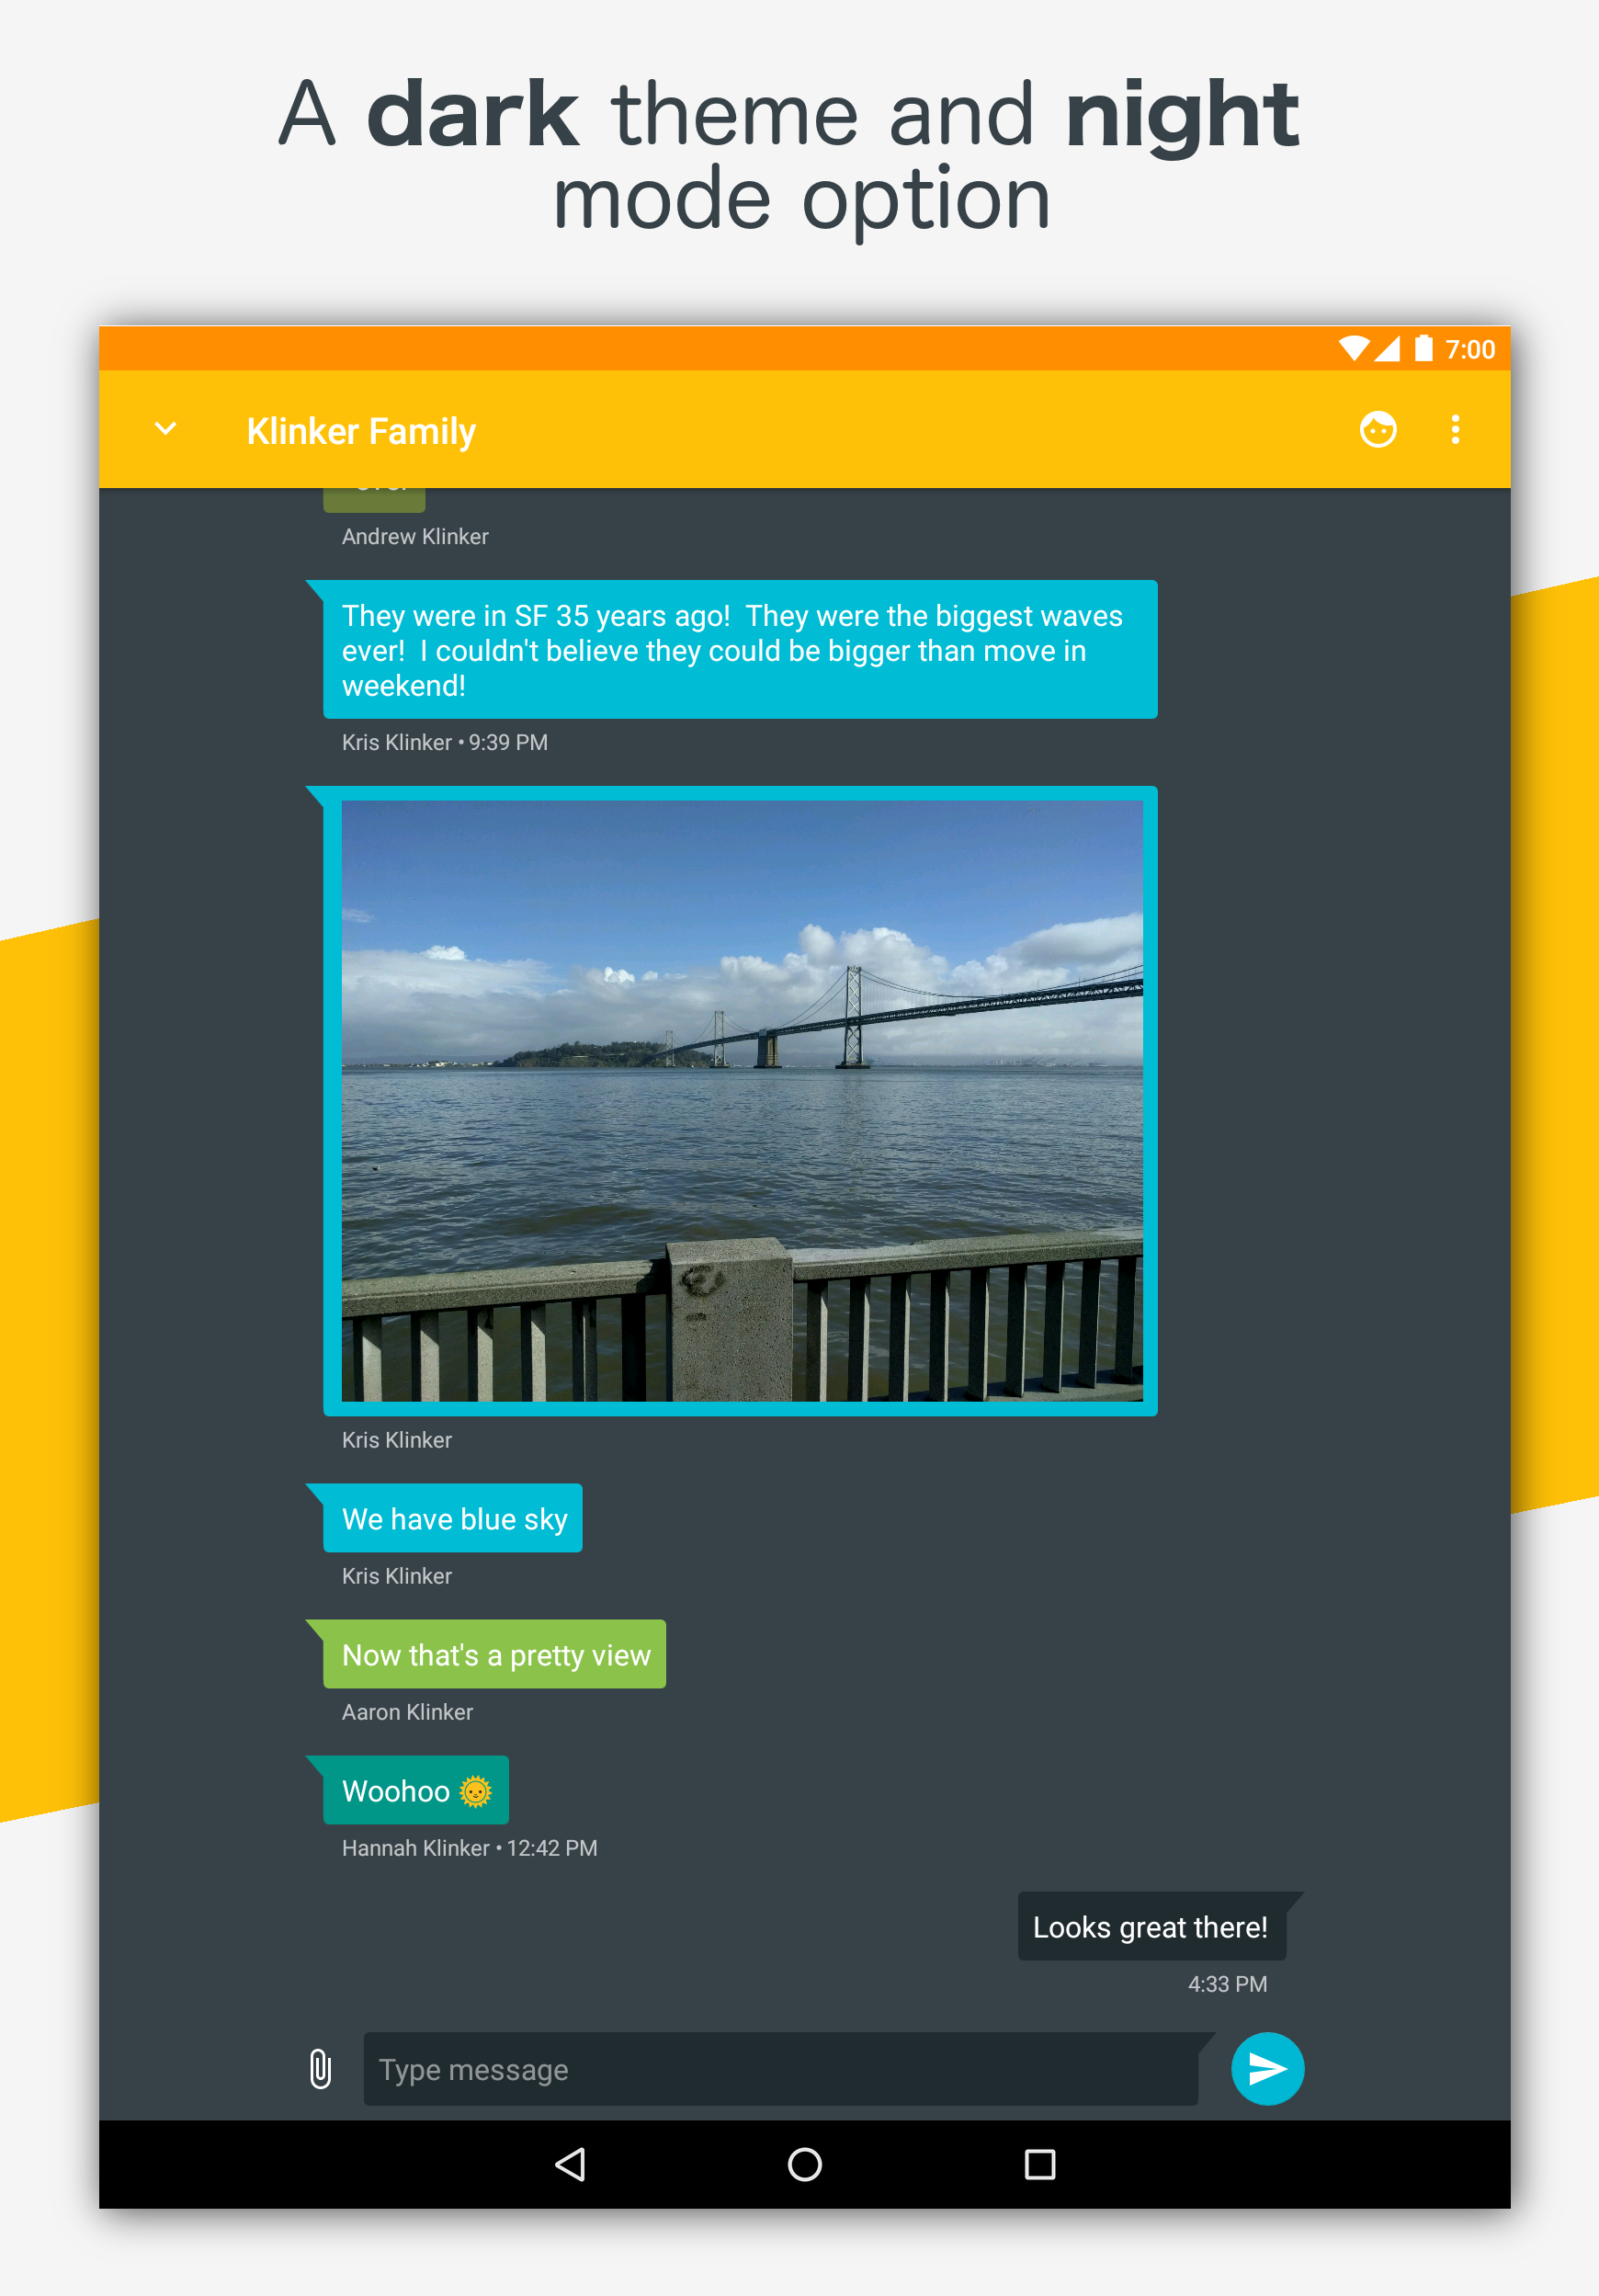 A dark theme and night
mode option
7:00
Klinker Family
Andrew Klinker
They were in SF 35 years ago!  They were the biggest waves
ever!  I couldn't believe they could be bigger than move in
weekend!
Kris Klinker • 9:39 PM
Kris Klinker
We have blue sky
Kris Klinker
Now that's a pretty view
Aaron Klinker
Woohoo 🌞
Hannah Klinker • 12:42 PM
Looks great there!
4:33 PM
Type message